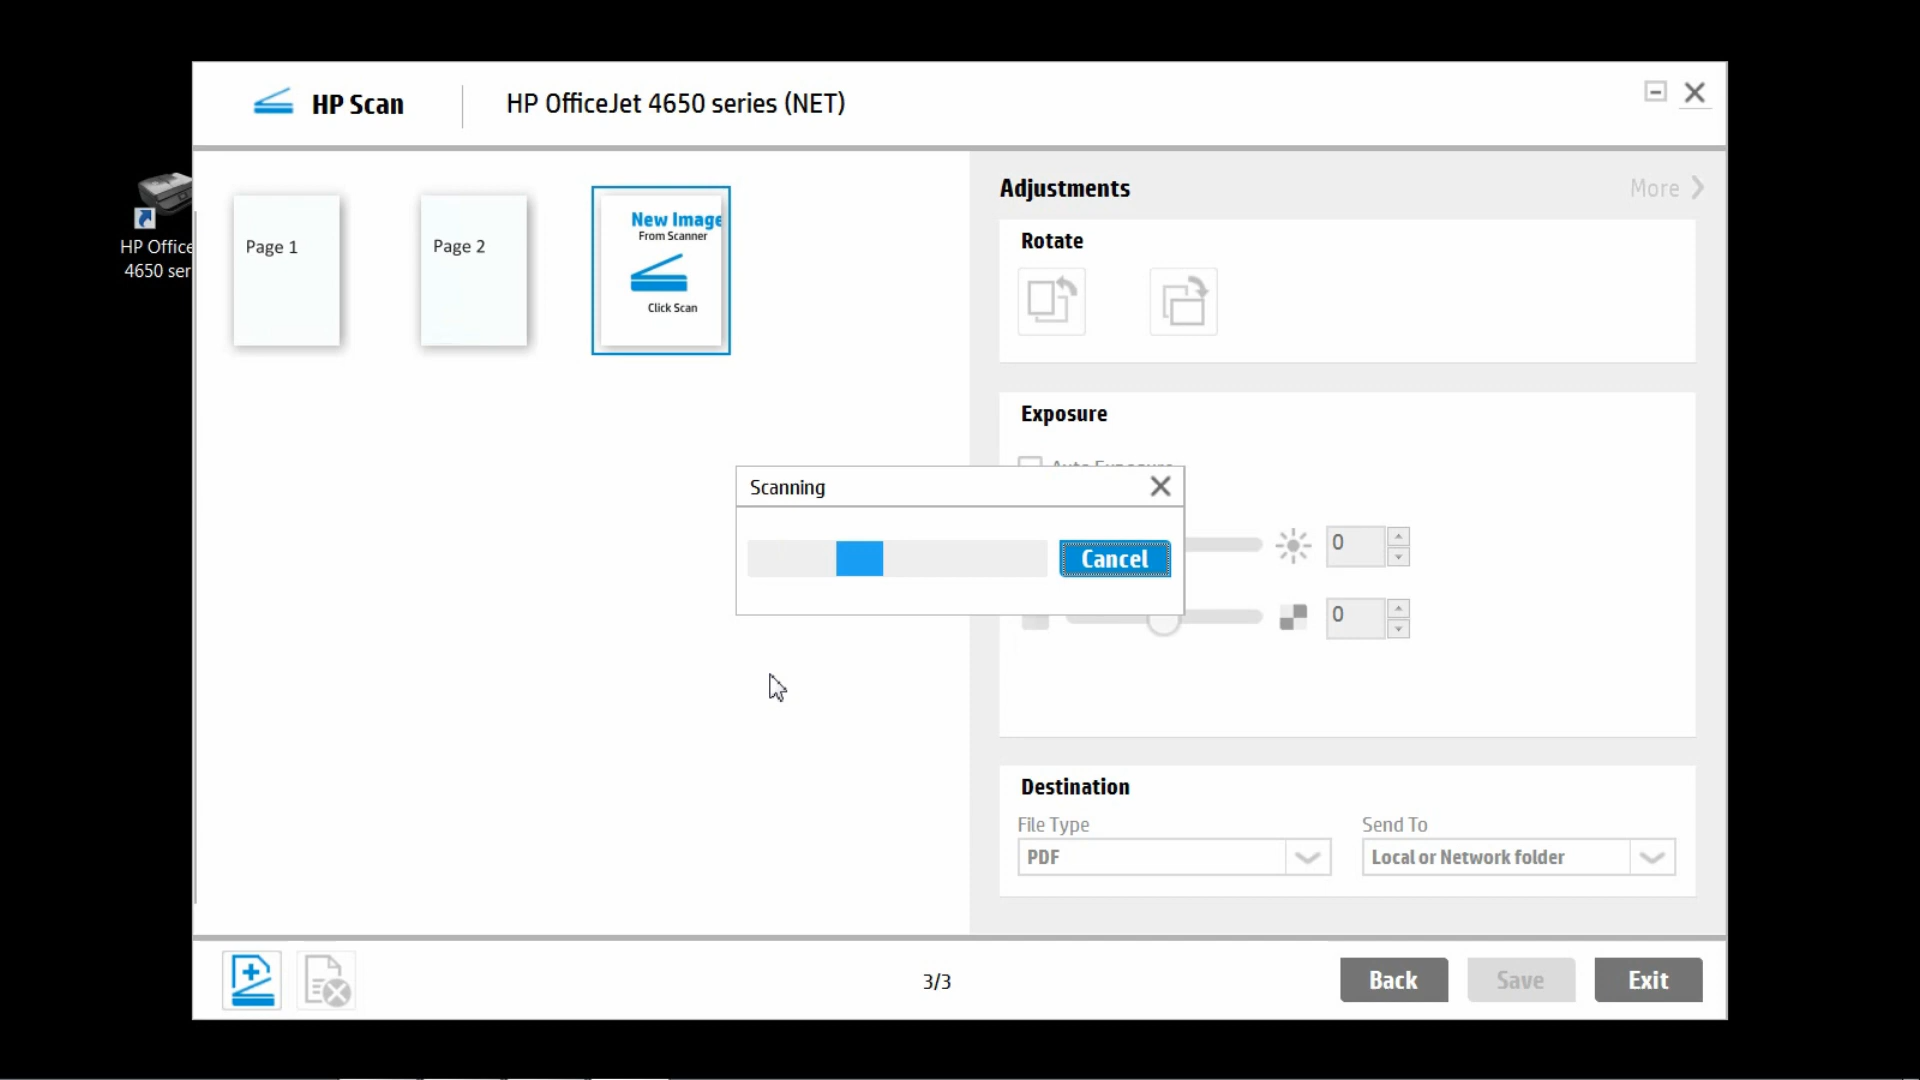 HP Scan
HP OfficeJet 4650 series (NET)
HP Office
4650 ser
Page 1
Page 2
New Image
From Scanner
Click Scan
Adjustments
More
Rotate
Exposure
Auto Exposure
Scanning
Cancel
0
0
Destination
File Type
Send To
PDF
Local or Network folder
3/3
Back
Save
Exit